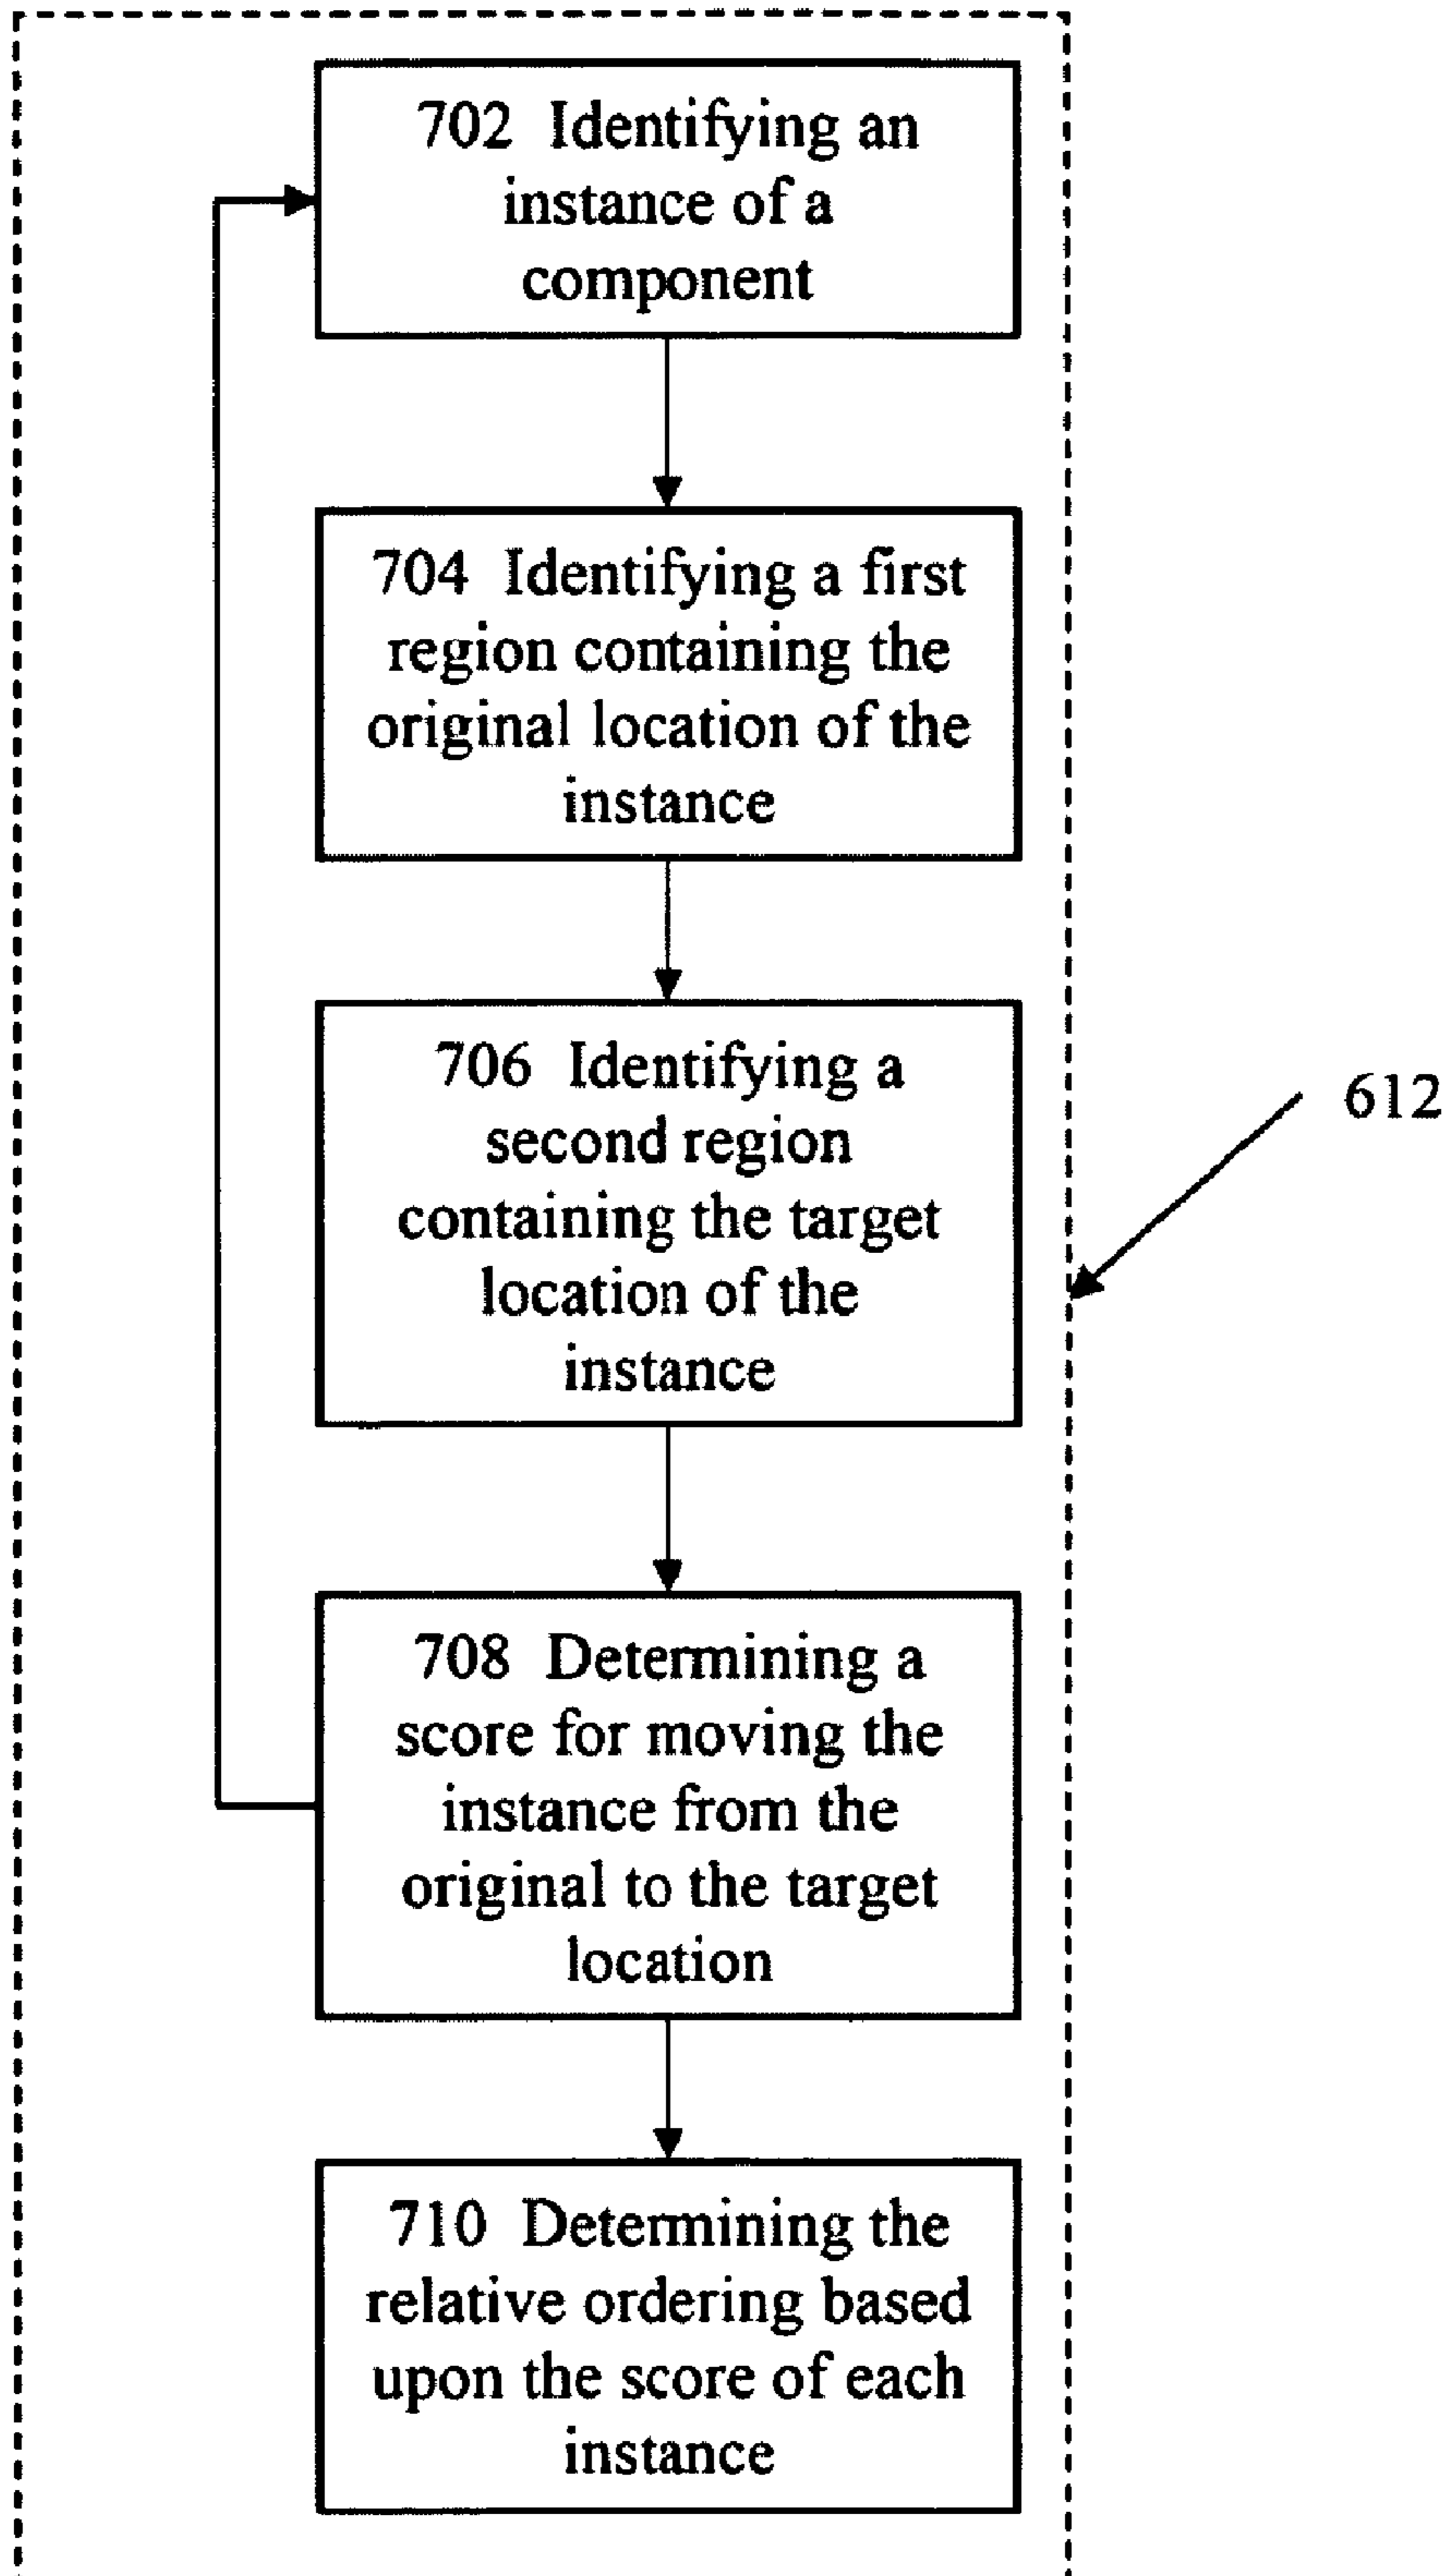 702 Identifying an
instance of a
component
704 Identifying a first
region containing the
original location of the
instance
706 Identifying a
second region
containing the target
location of the
instance
612
708 Determining a
score for moving the
instance from the
original to the target
location
710 Determining the
relative ordering based
upon the score of each
instance